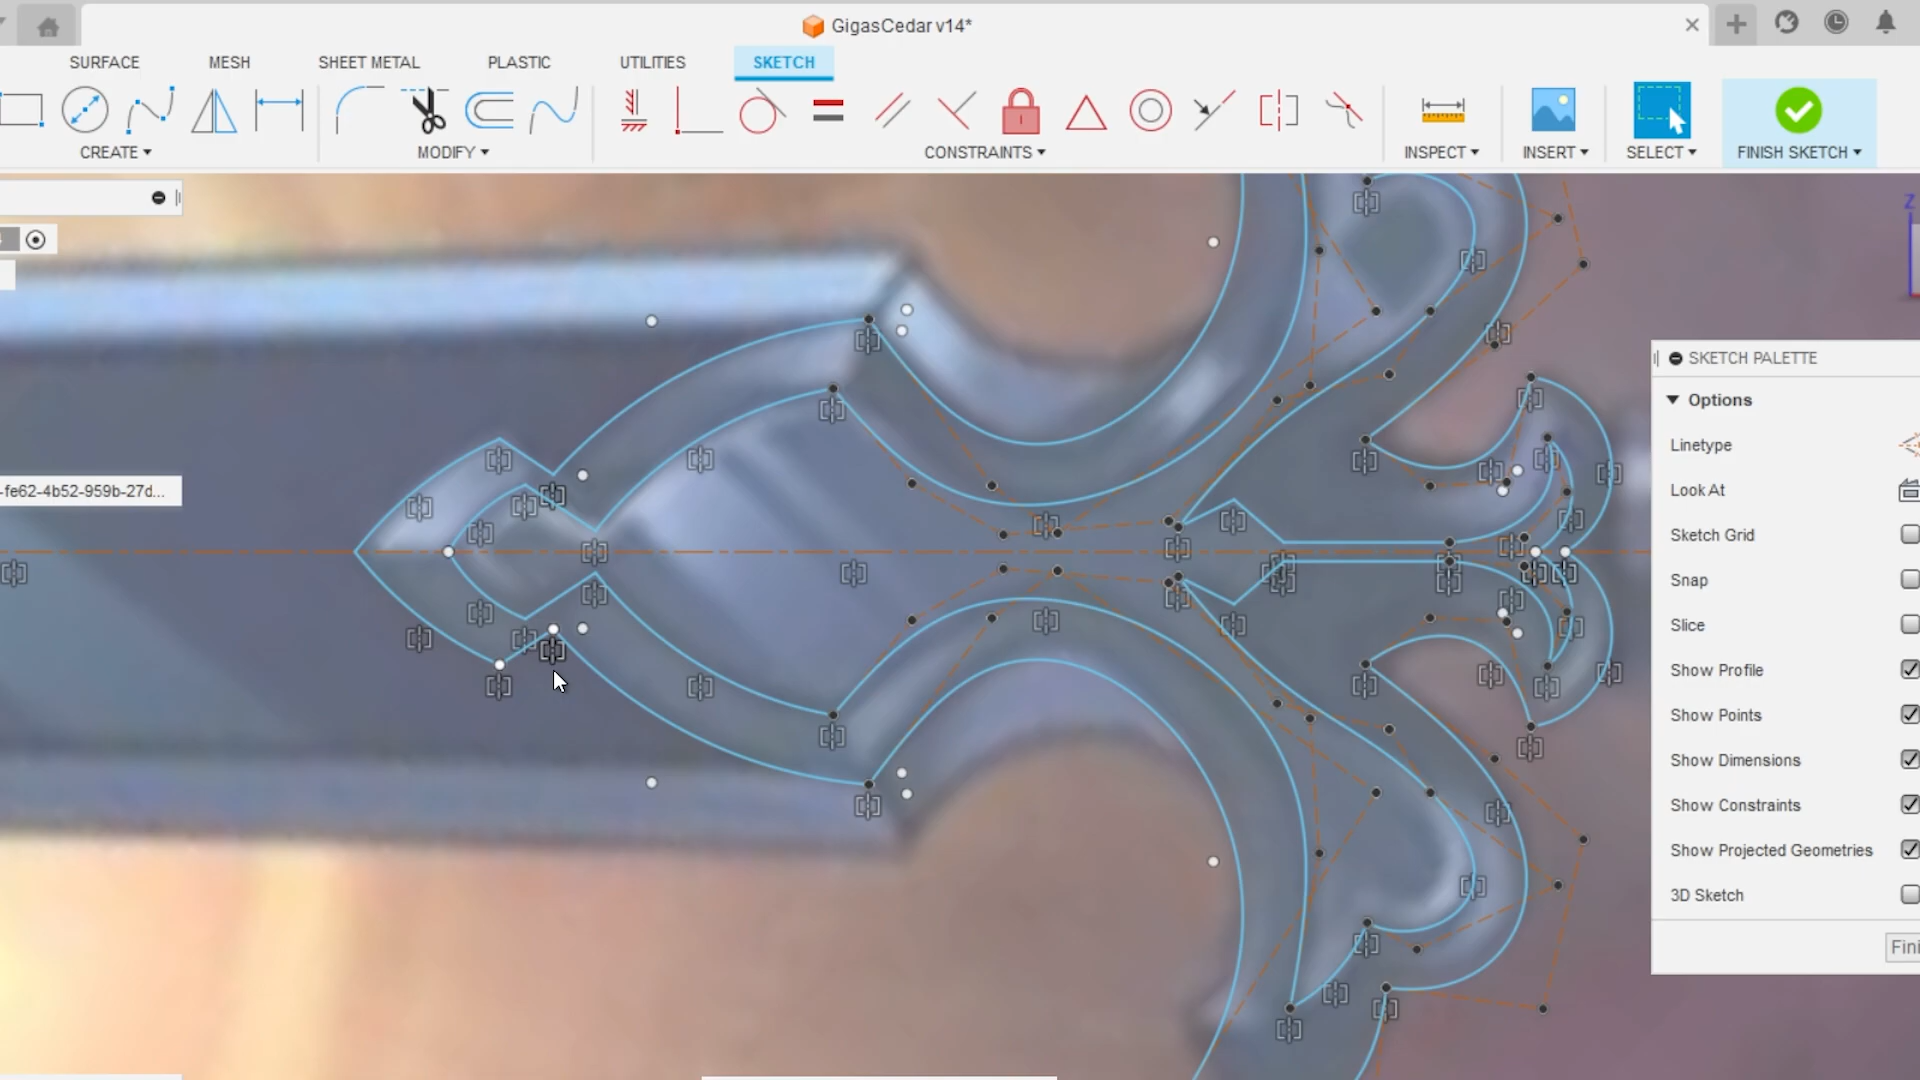 GigasCedar v14*
SURFACE
MESH
SHEET METAL
PLASTIC
UTILITIES
SKETCH
CREATE
MODIFY
CONSTRAINTS
INSPECT
INSERT
SELECT
FINISH SKETCH
Z
-fe62-4b52-959b-27d...
SKETCH PALETTE
Options
Linetype
Look At
Sketch Grid
Snap
Slice
Show Profile
Show Points
Show Dimensions
Show Constraints
Show Projected Geometries
3D Sketch
Fini